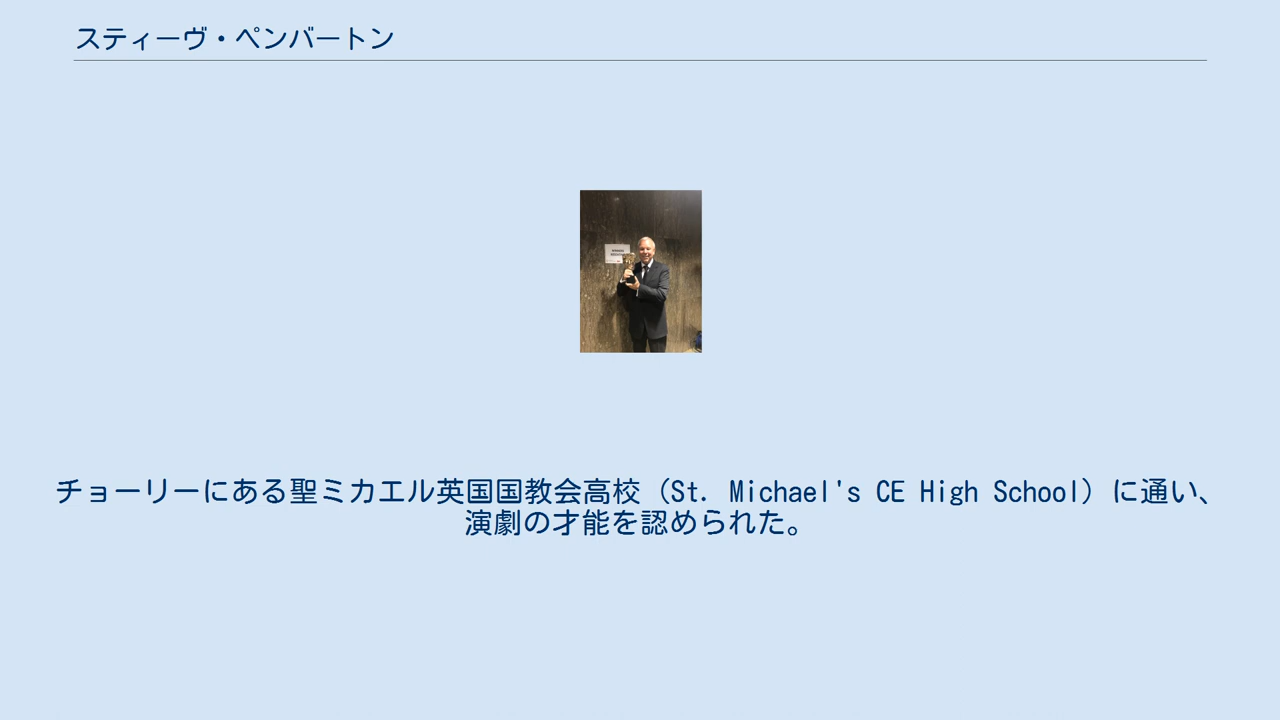 スティーヴ・ペンバートン
チョーリーにある聖ミカエル英国国教会高校（St. Michael's CE High School）に通い、
演劇の才能を認められた。